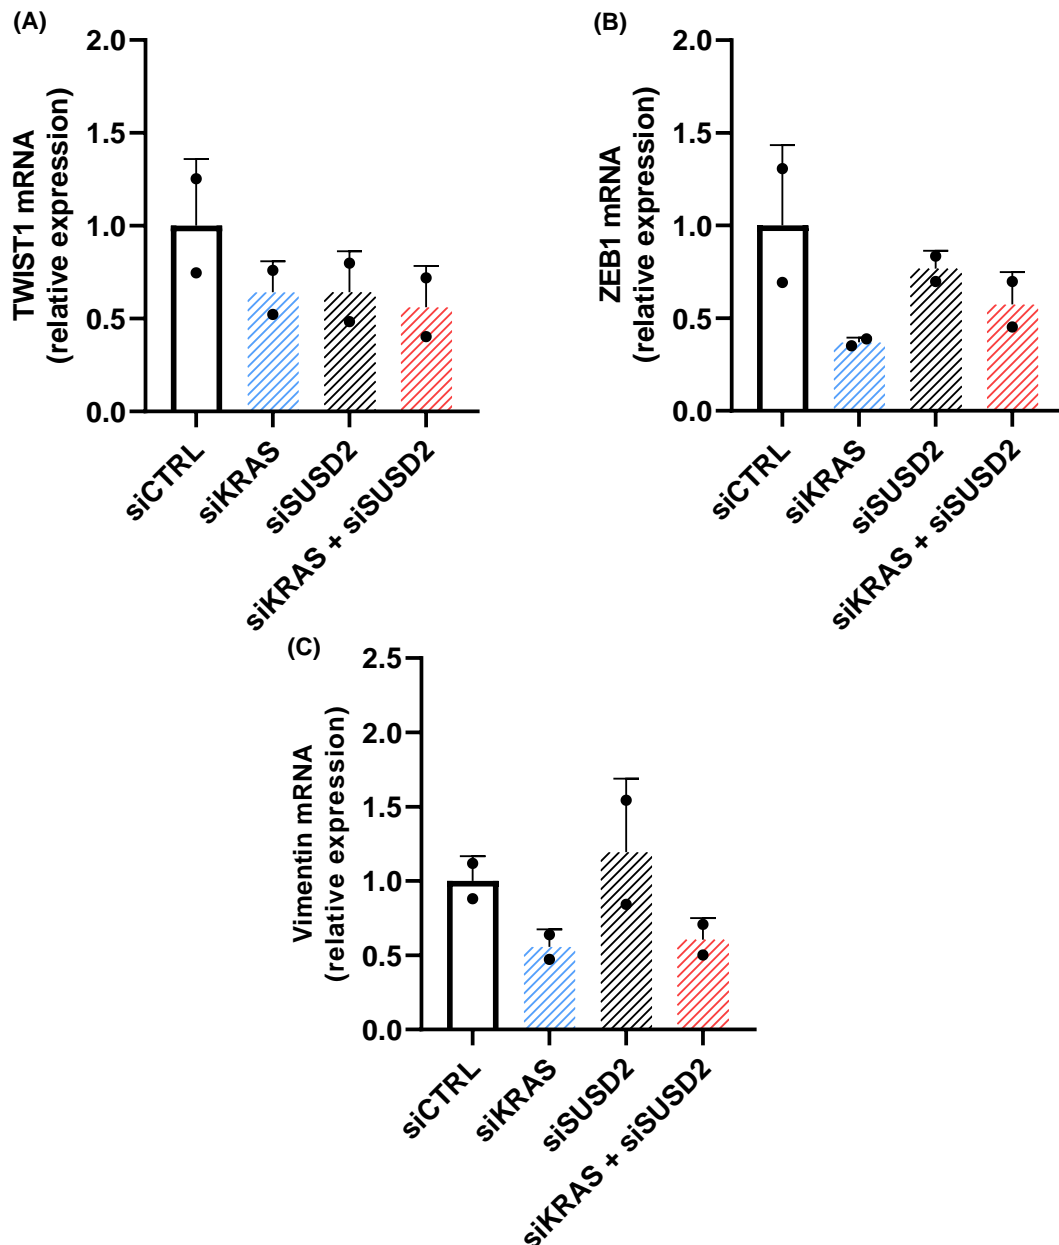 (A)
TWIST1 mRNA
(relative expression)
2.0
1.5
1.0
0.5
0.0
siCTRL
siKRAS
siSUSD2
siKRAS + siSUSD2
(B)
ZEB1 mRNA
(relative expression)
2.0
1.5
1.0
0.5
0.0
siCTRL
siKRAS
siSUSD2
siKRAS + siSUSD2
(C)
Vimentin mRNA
(relative expression)
2.5
2.0
1.5
1.0
0.5
0.0
siCTRL
siKRAS
siSUSD2
siKRAS + siSUSD2